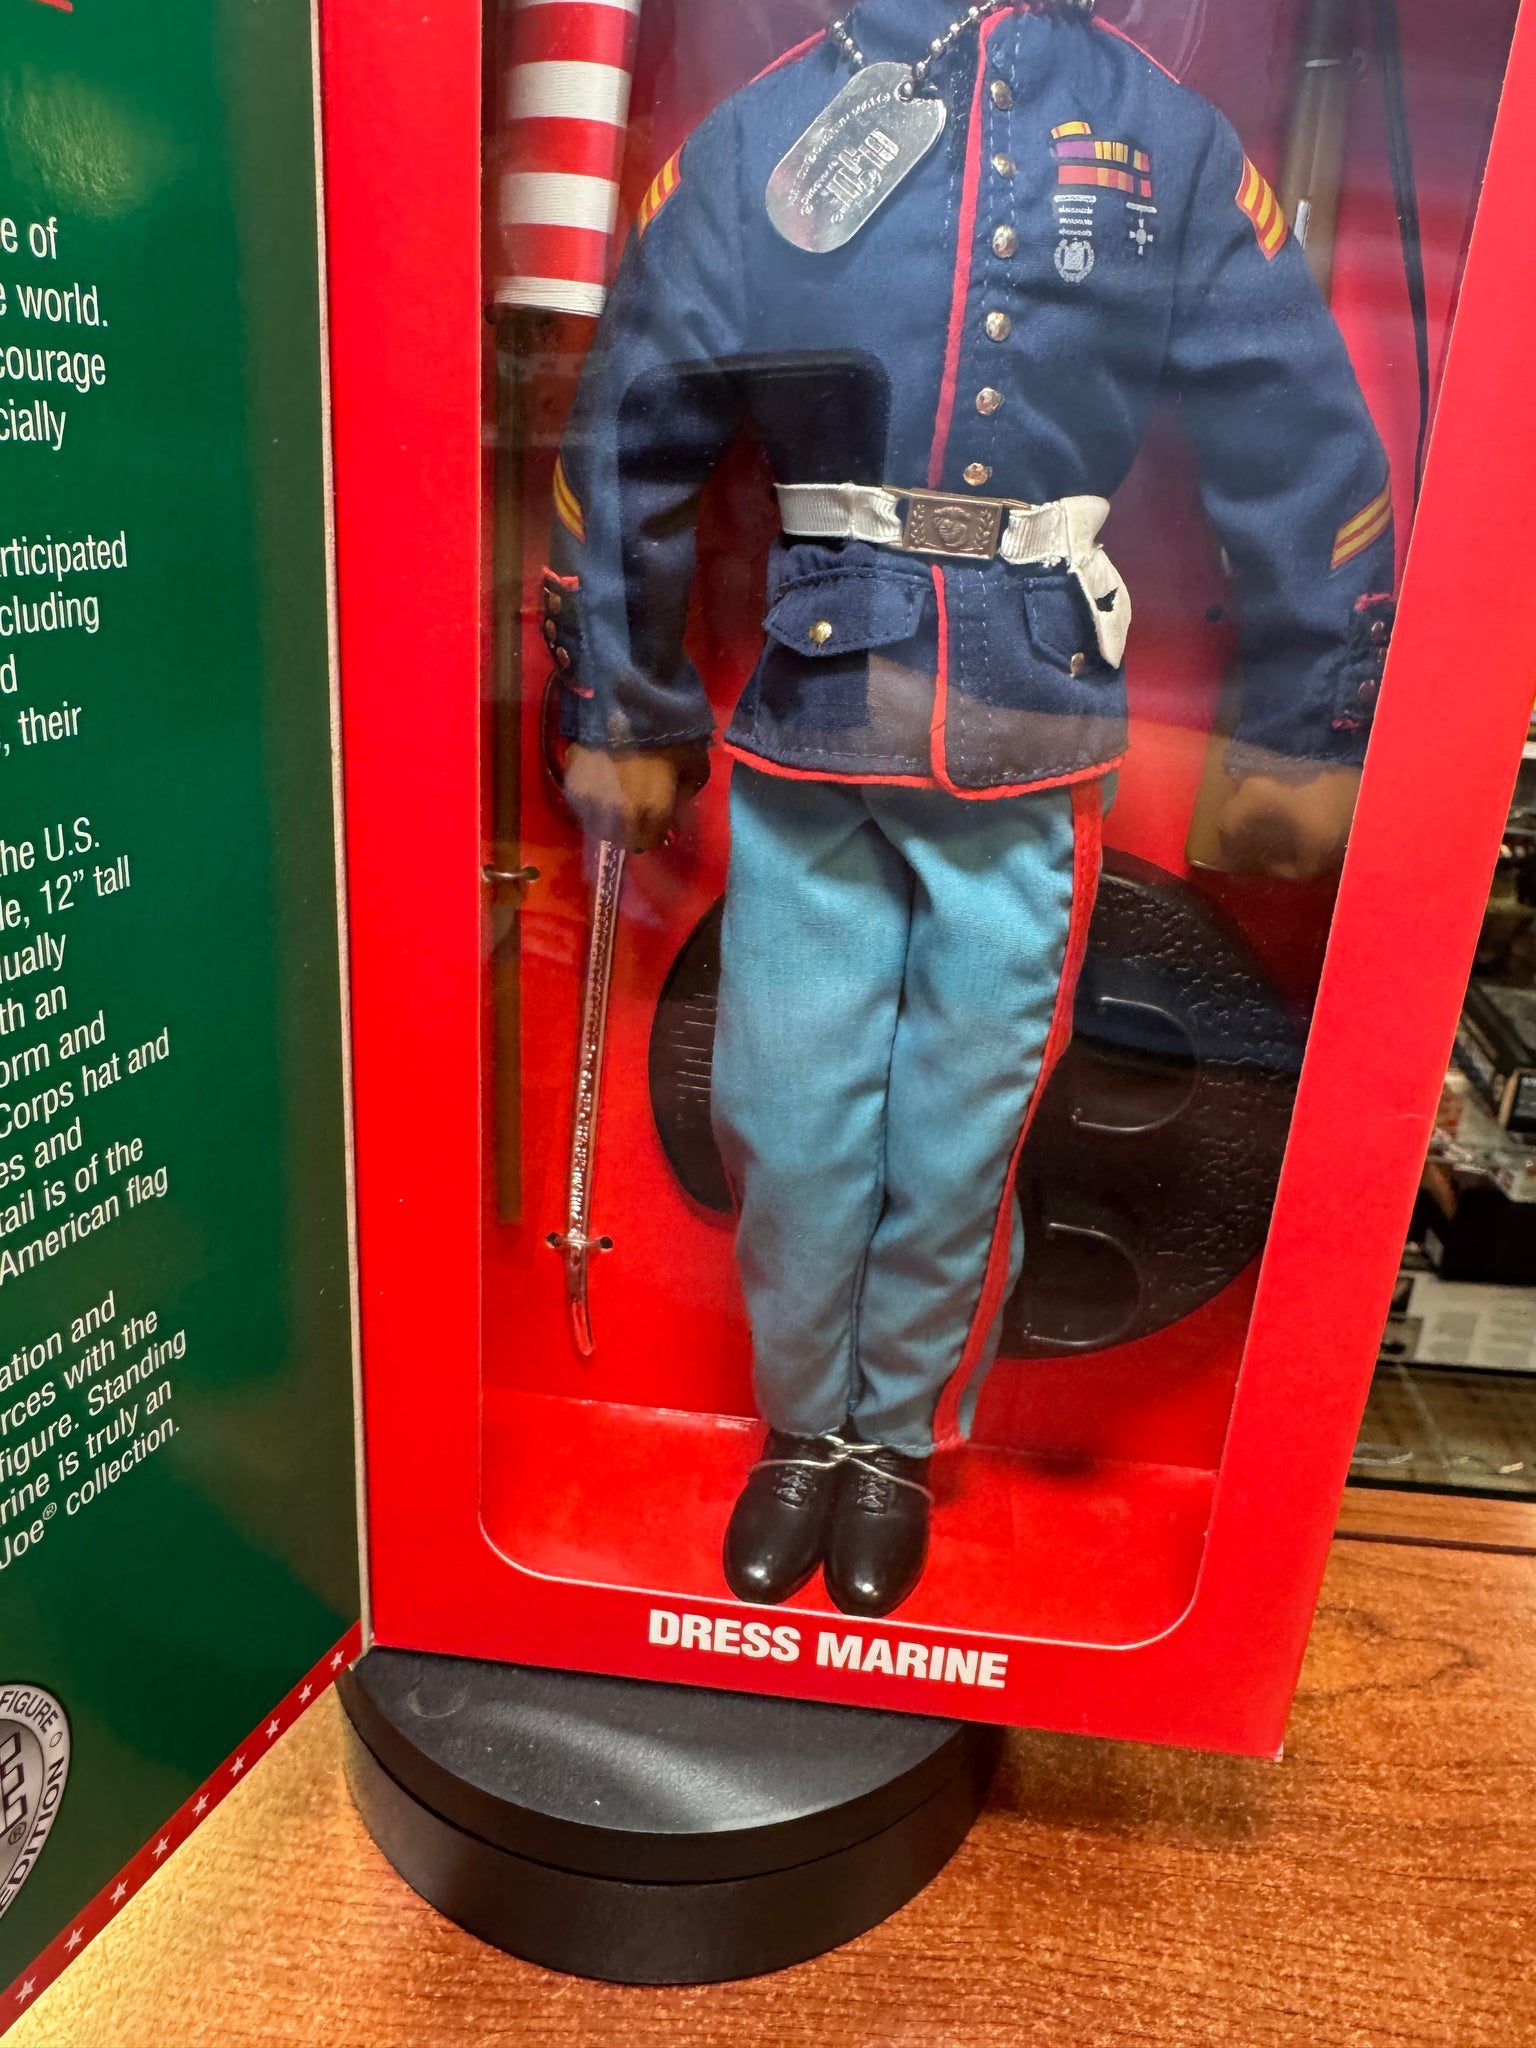 e of
e world.
courage
cially
articipated
cluding
d
, their
he U.S.
le, 12" tall
lually
th an
orm and
Corps hat and
es and
tail is of the
American flag
ation and
rces with the
figure. Standing
rine is truly an
Joe® collection.
FIGURE
EDITION
®
DRESS MARINE